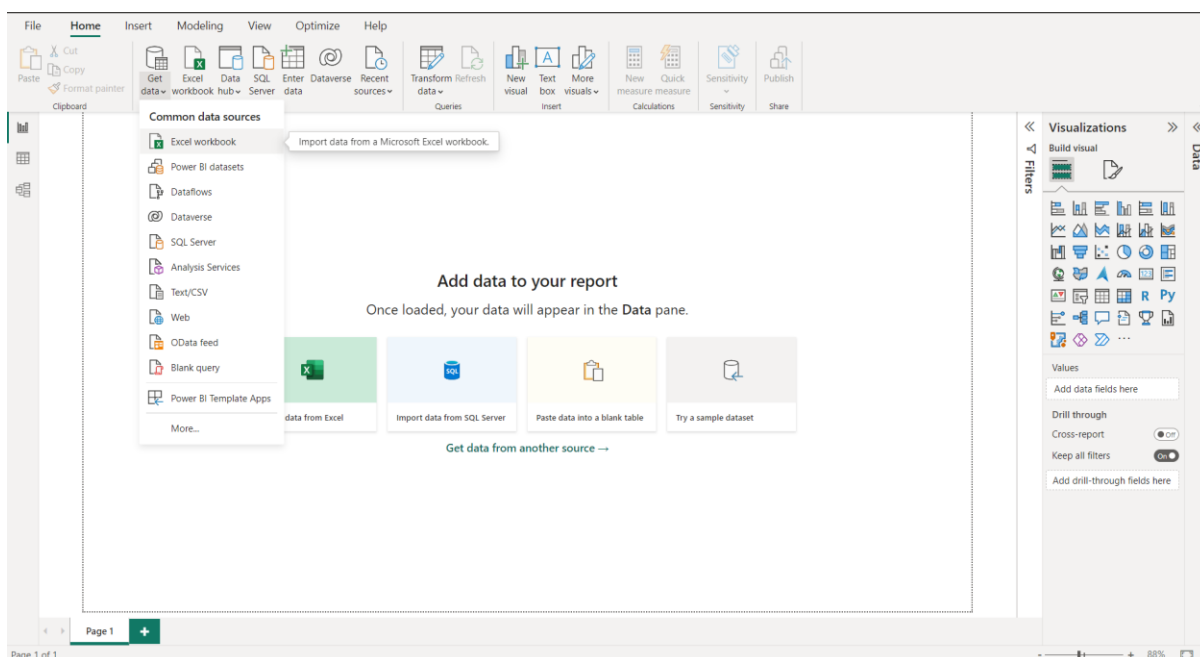 File Home Insert Modeling View Optimize Help
Paste
Cut
Copy
Format painter
Clipboard
Get data
Excel workbook
Data hub
SQL Server
Enter data
Dataverse
Recent sources
Transform data
Refresh
Queries
New visual
Text box
More visuals
Insert
New measure
Quick measure
Calculations
Sensitivity
Sensitivity
Publish
Share
Common data sources
Excel workbook
Import data from a Microsoft Excel workbook.
Power BI datasets
Dataflows
Dataverse
SQL Server
Analysis Services
Text/CSV
Web
OData feed
Blank query
Power BI Template Apps
More...
Add data to your report
Once loaded, your data will appear in the Data pane.
SQL
data from Excel
Import data from SQL Server
Paste data into a blank table
Try a sample dataset
Get data from another source →
Filters
Visualizations
Build visual
R Py
Values
Add data fields here
Drill through
Cross-report
Off
Keep all filters
On
Add drill-through fields here
Data
Page 1
Page 1 of 1
- + 88%